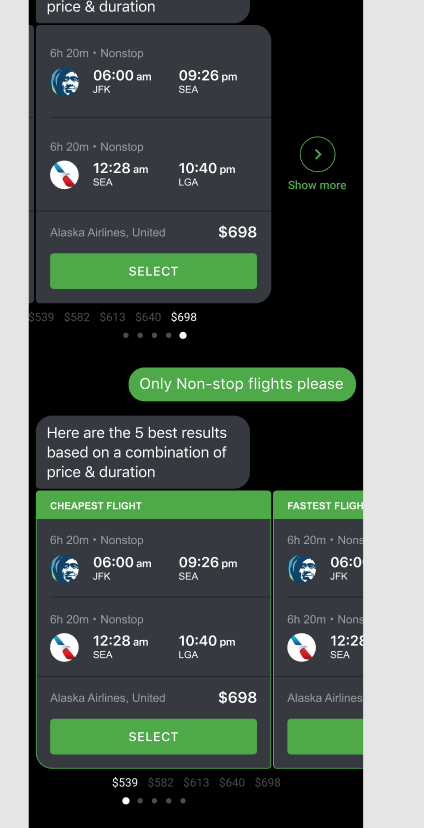 price & duration
6h 20m • Nonstop
06:00 am 09:26 pm
JFK SEA
6h 20m • Nonstop
12:28 am 10:40 pm
SEA LGA
Show more
Alaska Airlines, United $698
SELECT
$539 $582 $613 $640 $698
Only Non-stop flights please
Here are the 5 best results
based on a combination of
price & duration
CHEAPEST FLIGHT FASTEST FLIGH
6h 20m • Nonstop 6h 20m • Nons
06:00 am 09:26 pm 06:0
JFK SEA JFK
6h 20m • Nonstop 6h 20m • Nons
12:28 am 10:40 pm 12:28
SEA LGA SEA
Alaska Airlines, United $698 Alaska Airlines
SELECT
$539 $582 $613 $640 $698